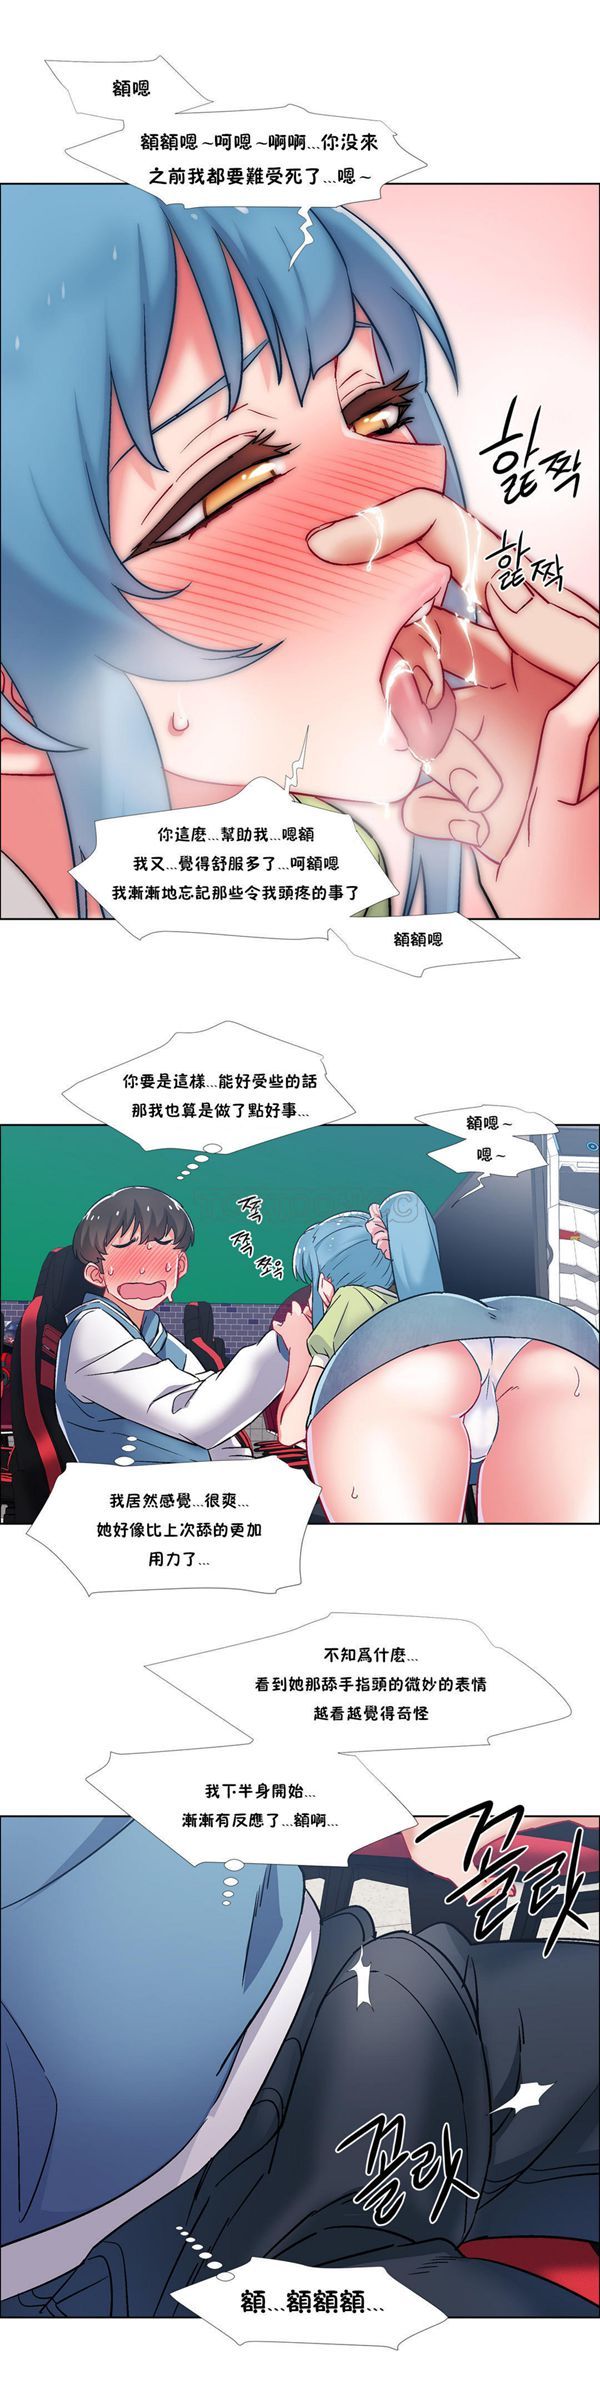 額嗯
額額嗯~呵嗯~啊啊...你没來
之前我都要難受死了...嗯~
할짝
할짝
你這麽...幫助我...嗯額
我又...覺得舒服多了...呵額嗯
我漸漸地忘記那些令我頭疼的事了
額額嗯
你要是這樣...能好受些的話
那我也算是做了點好事...
額嗯~
嗯~
쪽
쪽
我居然感覺...很爽...
她好像比上次舔的更加
用力了...
不知爲什麽...
看到她那舔手指頭的微妙的表情
越看越覺得奇怪
我下半身開始...
漸漸有反應了...額啊...
꼴릿
꼴릿
額...額額額...